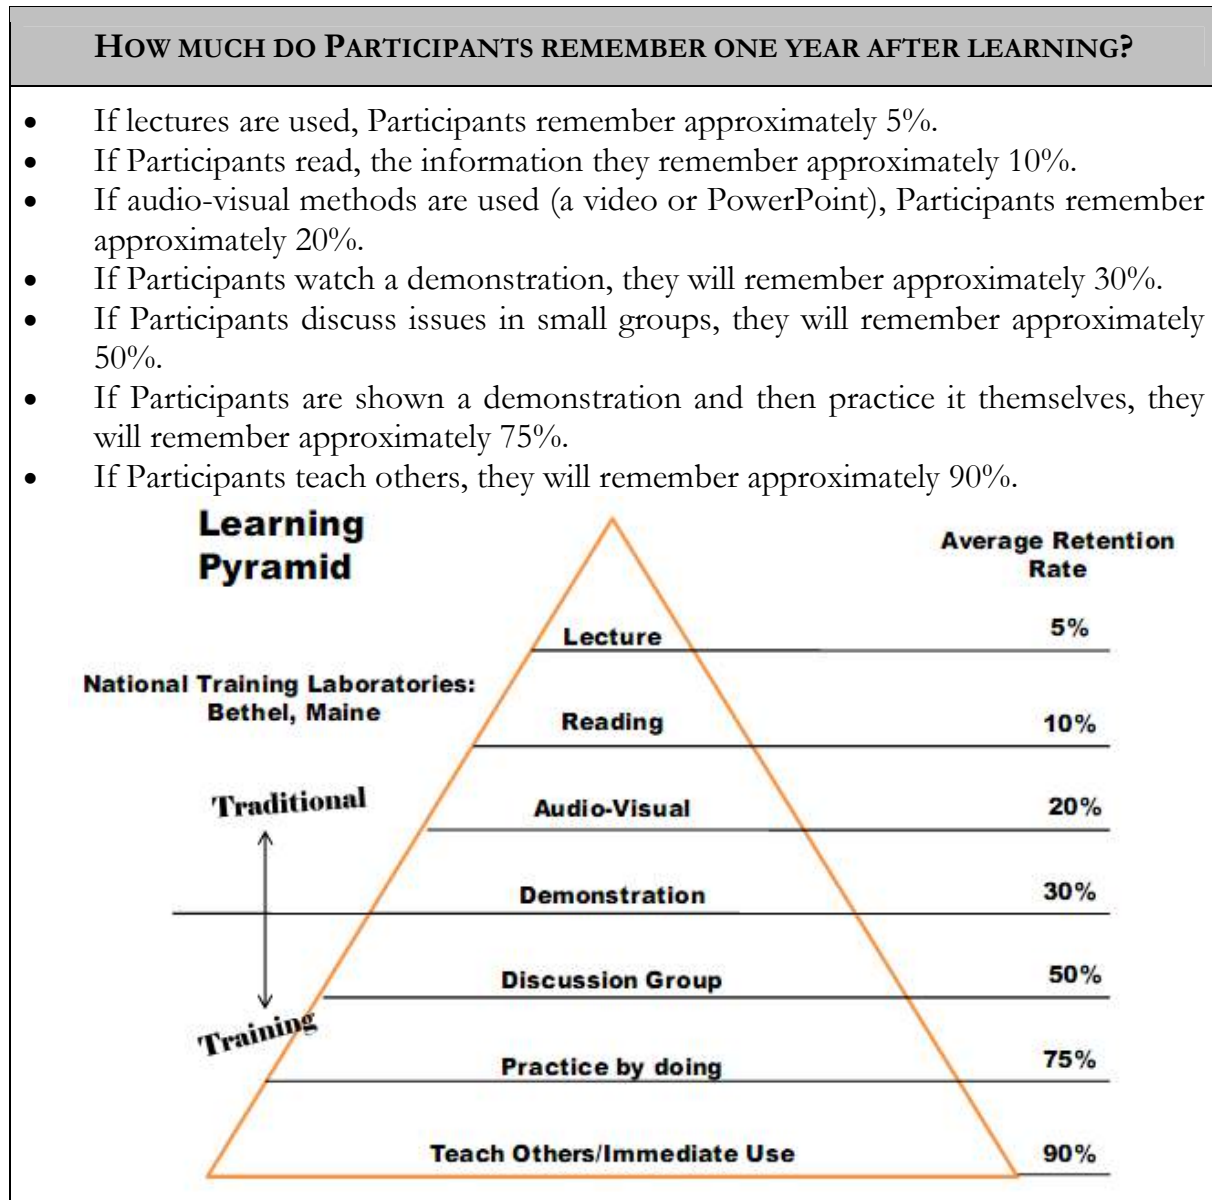 HOW MUCH DO PARTICIPANTS REMEMBER ONE YEAR AFTER LEARNING?
• If lectures are used, Participants remember approximately 5%.
• If Participants read, the information they remember approximately 10%.
• If audio-visual methods are used (a video or PowerPoint), Participants remember
approximately 20%.
• If Participants watch a demonstration, they will remember approximately 30%.
• If Participants discuss issues in small groups, they will remember approximately
50%.
• If Participants are shown a demonstration and then practice it themselves, they
will remember approximately 75%.
• If Participants teach others, they will remember approximately 90%.
Learning
Pyramid
Average Retention
Rate
Lecture 5%
National Training Laboratories:
Bethel, Maine
Reading 10%
Traditional
Audio-Visual 20%
Demonstration 30%
Discussion Group 50%
Training
Practice by doing 75%
Teach Others/Immediate Use 90%